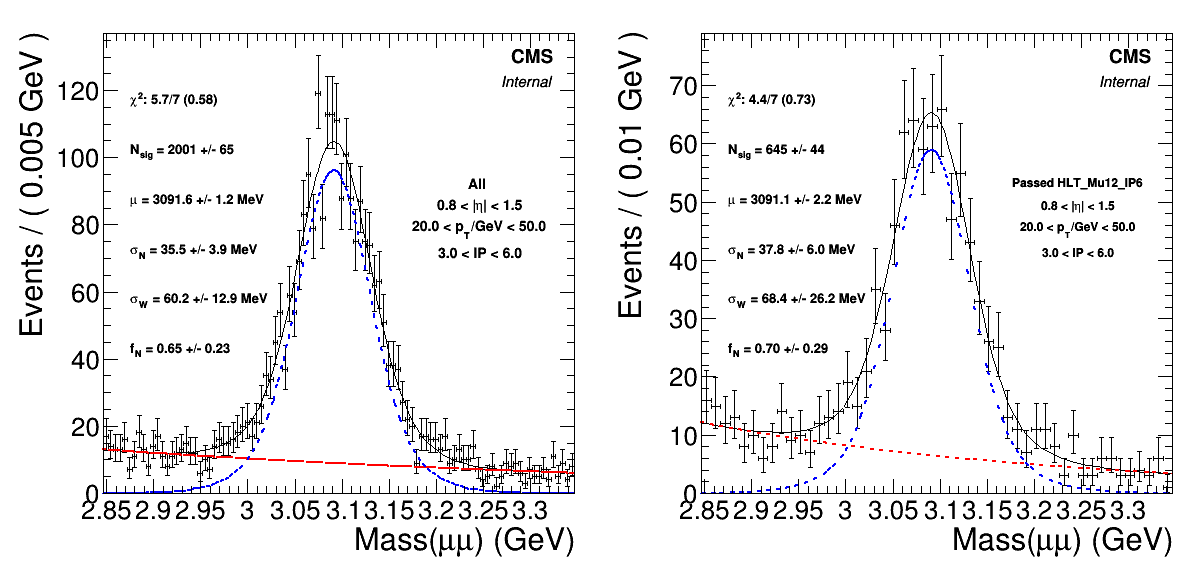 CMS
Internal
χ²: 5.7/7 (0.58)
N_sig = 2001 +/- 65
μ = 3091.6 +/- 1.2 MeV
σ_N = 35.5 +/- 3.9 MeV
σ_W = 60.2 +/- 12.9 MeV
f_N = 0.65 +/- 0.23
All
0.8 < |η| < 1.5
20.0 < p_T/GeV < 50.0
3.0 < IP < 6.0
Events / ( 0.005 GeV )
120
100
80
60
40
20
0
2.85 2.9 2.95 3 3.05 3.1 3.15 3.2 3.25 3.3
Mass(μμ) (GeV)
CMS
Internal
χ²: 4.4/7 (0.73)
N_sig = 645 +/- 44
μ = 3091.1 +/- 2.2 MeV
σ_N = 37.8 +/- 6.0 MeV
σ_W = 68.4 +/- 26.2 MeV
f_N = 0.70 +/- 0.29
Passed HLT_Mu12_IP6
0.8 < |η| < 1.5
20.0 < p_T/GeV < 50.0
3.0 < IP < 6.0
Events / ( 0.01 GeV )
70
60
50
40
30
20
10
0
2.85 2.9 2.95 3 3.05 3.1 3.15 3.2 3.25 3.3
Mass(μμ) (GeV)